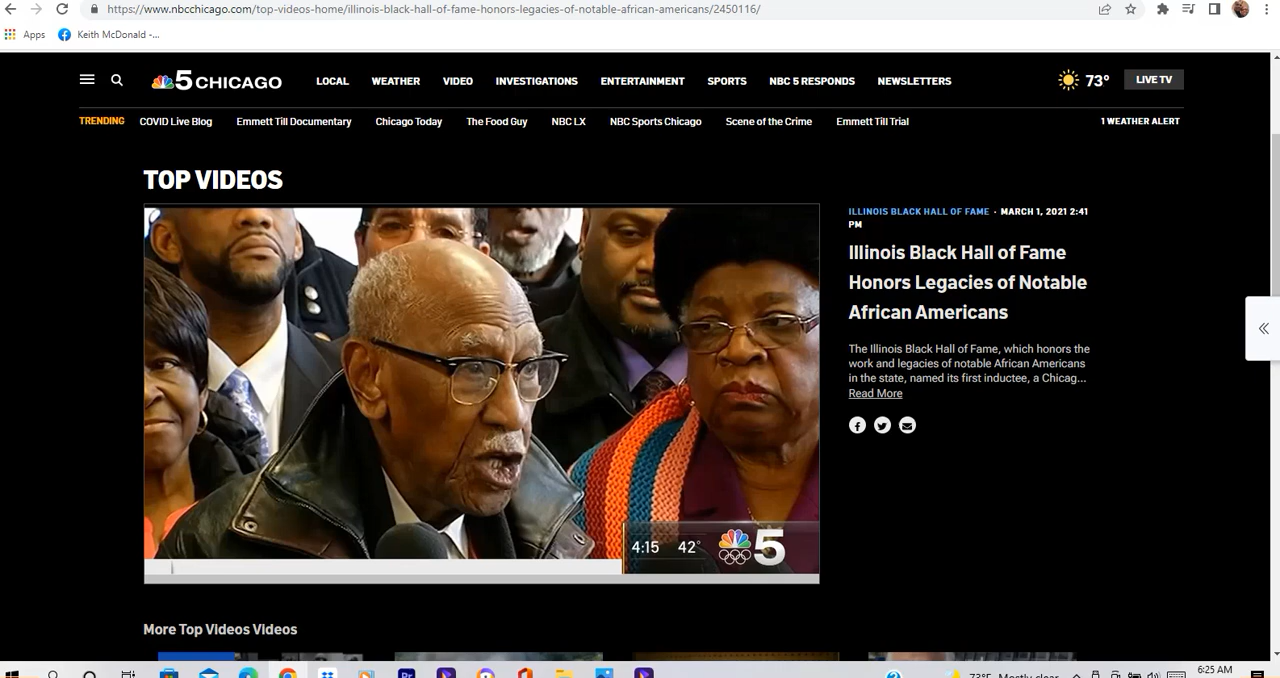 https://www.nbcchicago.com/top-videos-home/illinois-black-hall-of-fame-honors-legacies-of-notable-african-americans/2450116/
Apps
Keith McDonald -...
5 CHICAGO
LOCAL
WEATHER
VIDEO
INVESTIGATIONS
ENTERTAINMENT
SPORTS
NBC 5 RESPONDS
NEWSLETTERS
73°
LIVE TV
TRENDING
COVID Live Blog
Emmett Till Documentary
Chicago Today
The Food Guy
NBC LX
NBC Sports Chicago
Scene of the Crime
Emmett Till Trial
1 WEATHER ALERT
TOP VIDEOS
4:15 42° 5
ILLINOIS BLACK HALL OF FAME · MARCH 1, 2021 2:41
PM
Illinois Black Hall of Fame
Honors Legacies of Notable
African Americans
The Illinois Black Hall of Fame, which honors the
work and legacies of notable African Americans
in the state, named its first inductee, a Chicag...
Read More
More Top Videos Videos
Pr
73°F Mostly clear
6:25 AM